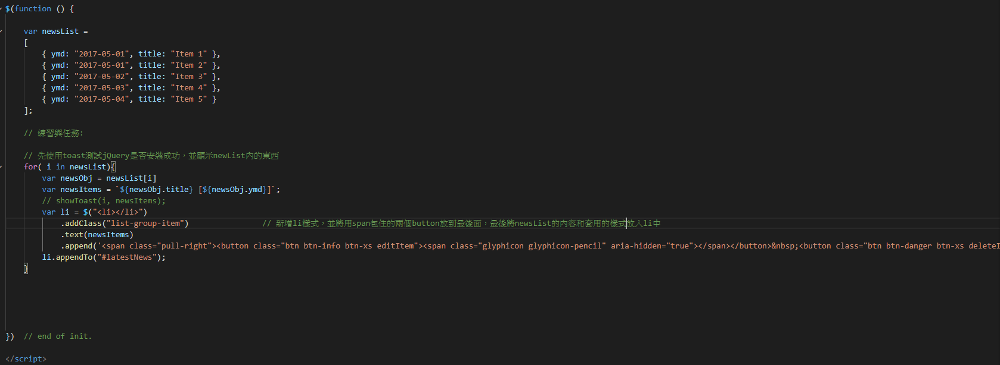 $(function () {
var newsList =
[
{ ymd: "2017-05-01", title: "Item 1" },
{ ymd: "2017-05-01", title: "Item 2" },
{ ymd: "2017-05-02", title: "Item 3" },
{ ymd: "2017-05-03", title: "Item 4" },
{ ymd: "2017-05-04", title: "Item 5" }
];
// 練習與任務:
// 先使用toast測試jQuery是否安裝成功，並顯示newList內的東西
for( i in newsList){
var newsObj = newsList[i]
var newsItems = `${newsObj.title} [${newsObj.ymd}]`;
// showToast(i, newsItems);
var li = $("<li></li>")
.addClass("list-group-item") // 新增li樣式，並將用span包住的兩個button放到最後面，最後將newsList的內容和套用的樣式放入li中
.text(newsItems)
.append('<span class="pull-right"><button class="btn btn-info btn-xs editItem"><span class="glyphicon glyphicon-pencil" aria-hidden="true"></span></button>&nbsp;<button class="btn btn-danger btn-xs deleteI
li.appendTo("#latestNews");
}
}) // end of init.
</script>